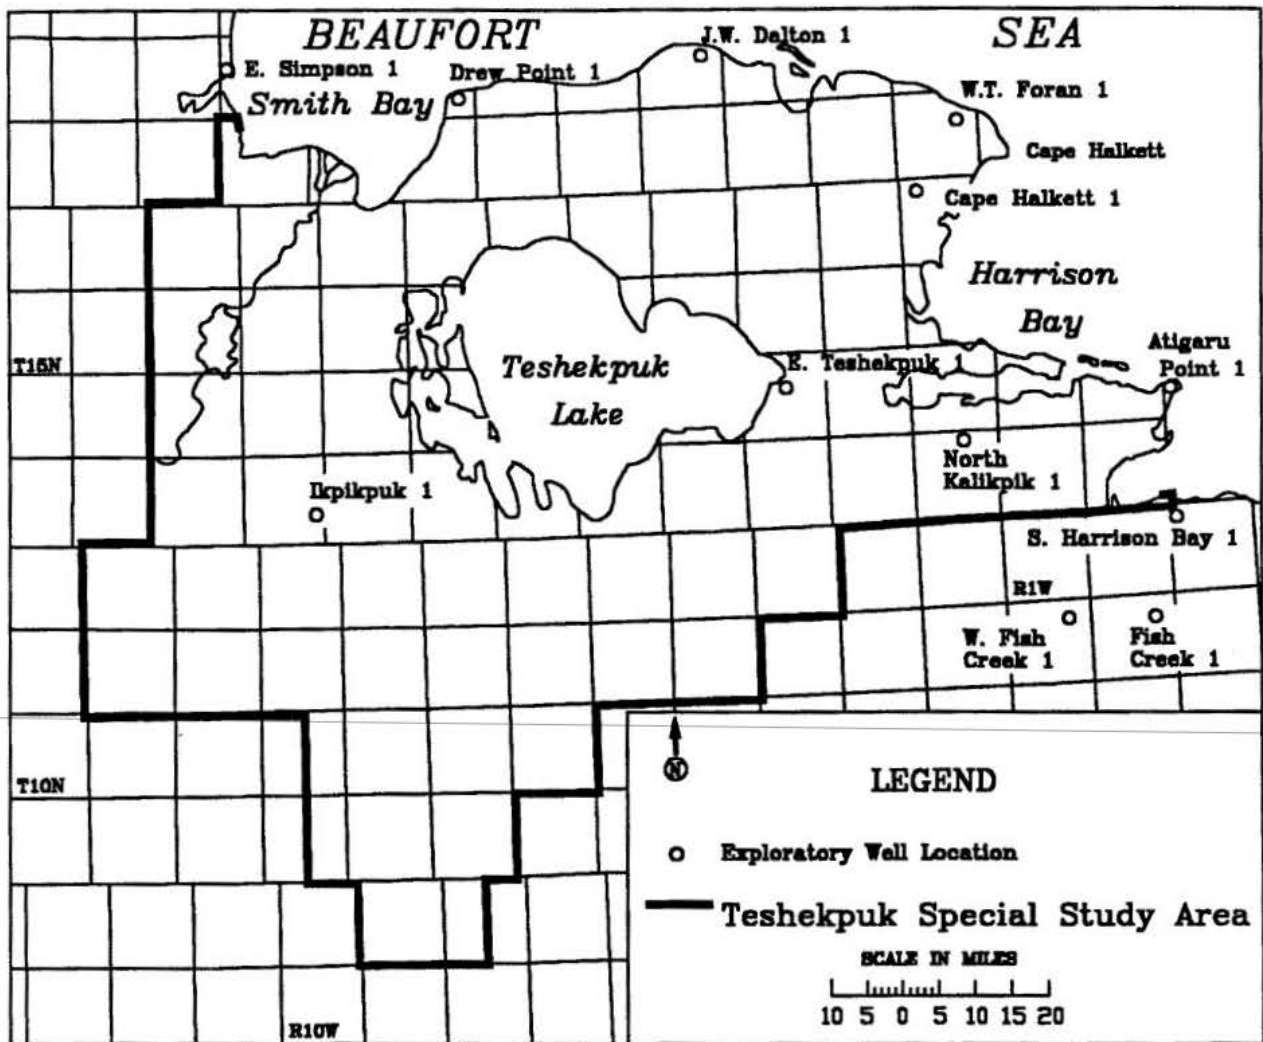 BEAUFORT SEA
J.W. Dalton 1
E. Simpson 1
Drew Point 1
Smith Bay
W.T. Foran 1
Cape Halkett
Cape Halkett 1
Harrison
Bay
Atigaru
Point 1
T15N
Teshekpuk
Lake
E. Teshekpuk 1
North
Kalikpik 1
Ikpikpuk 1
S. Harrison Bay 1
R1W
W. Fish
Creek 1
Fish
Creek 1
N
T10N
LEGEND
Exploratory Well Location
Teshekpuk Special Study Area
SCALE IN MILES
10 5 0 5 10 15 20
R10W